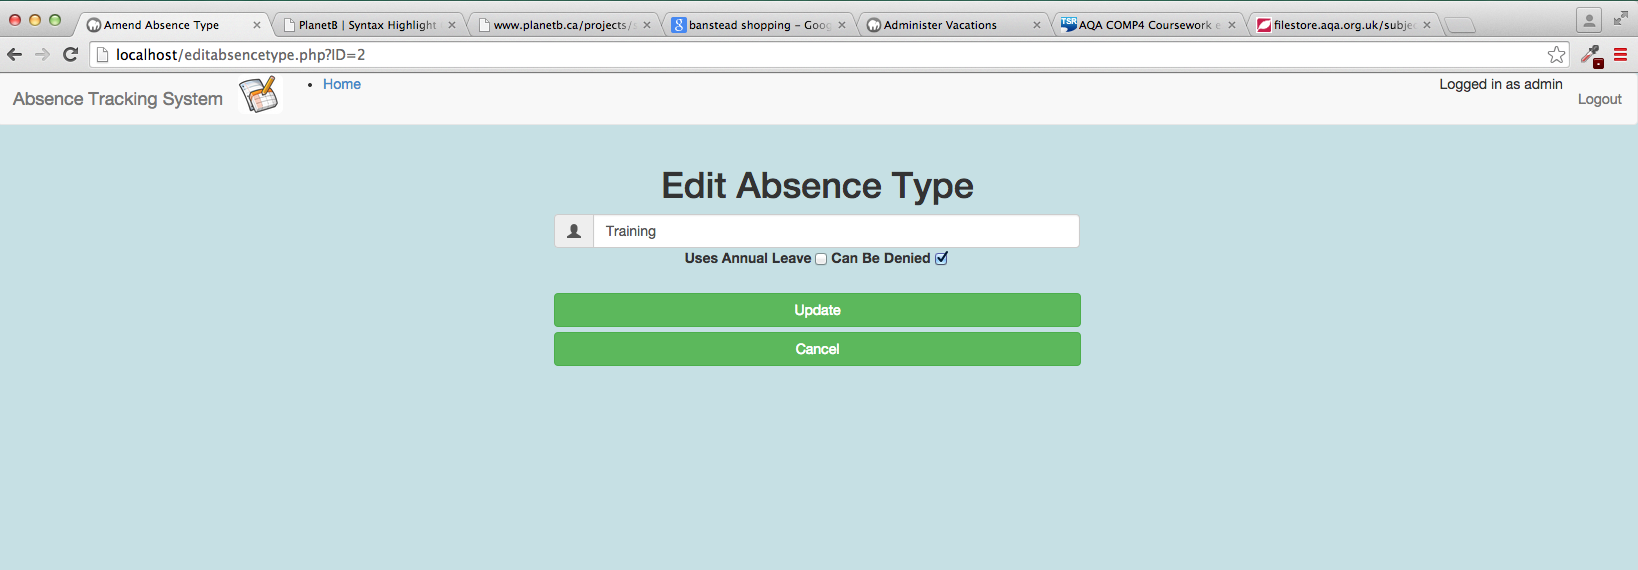 Amend Absence Type
PlanetB | Syntax Highlight
www.planetb.ca/projects/
banstead shopping – Goog
Administer Vacations
TSR
AQA COMP4 Coursework e
filestore.aqa.org.uk/subje
localhost/editabsencetype.php?ID=2
Absence Tracking System
Home
Logged in as admin
Logout
Edit Absence Type
Training
Uses Annual Leave Can Be Denied
Update
Cancel